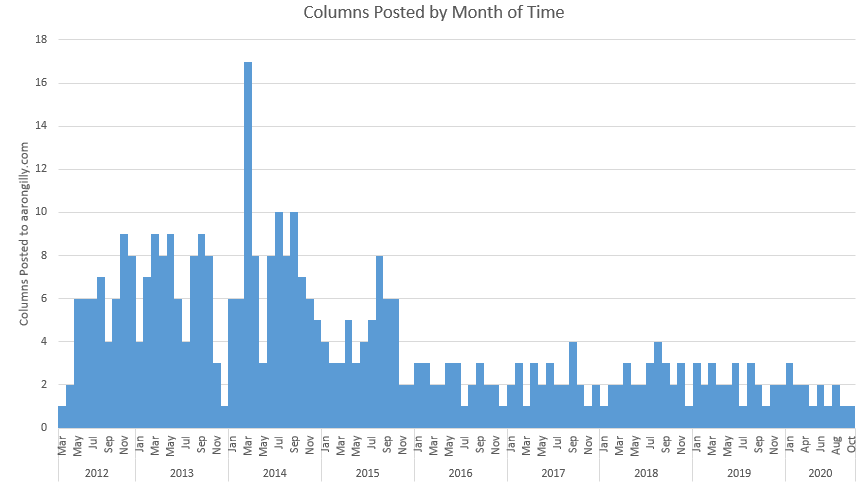 Columns Posted by Month of Time
Columns Posted to aarongilly.com
18
16
14
12
10
8
6
4
2
0
Mar May Jul Sep Nov Jan Mar May Jul Sep Nov Jan Mar May Jul Sep Nov Jan Mar May Jul Sep Nov Jan Mar May Jul Sep Nov Jan Mar May Jul Sep Nov Jan Mar May Jul Sep Nov Jan Mar May Jul Sep Nov Jan Apr Jun Aug Oct
2012 2013 2014 2015 2016 2017 2018 2019 2020